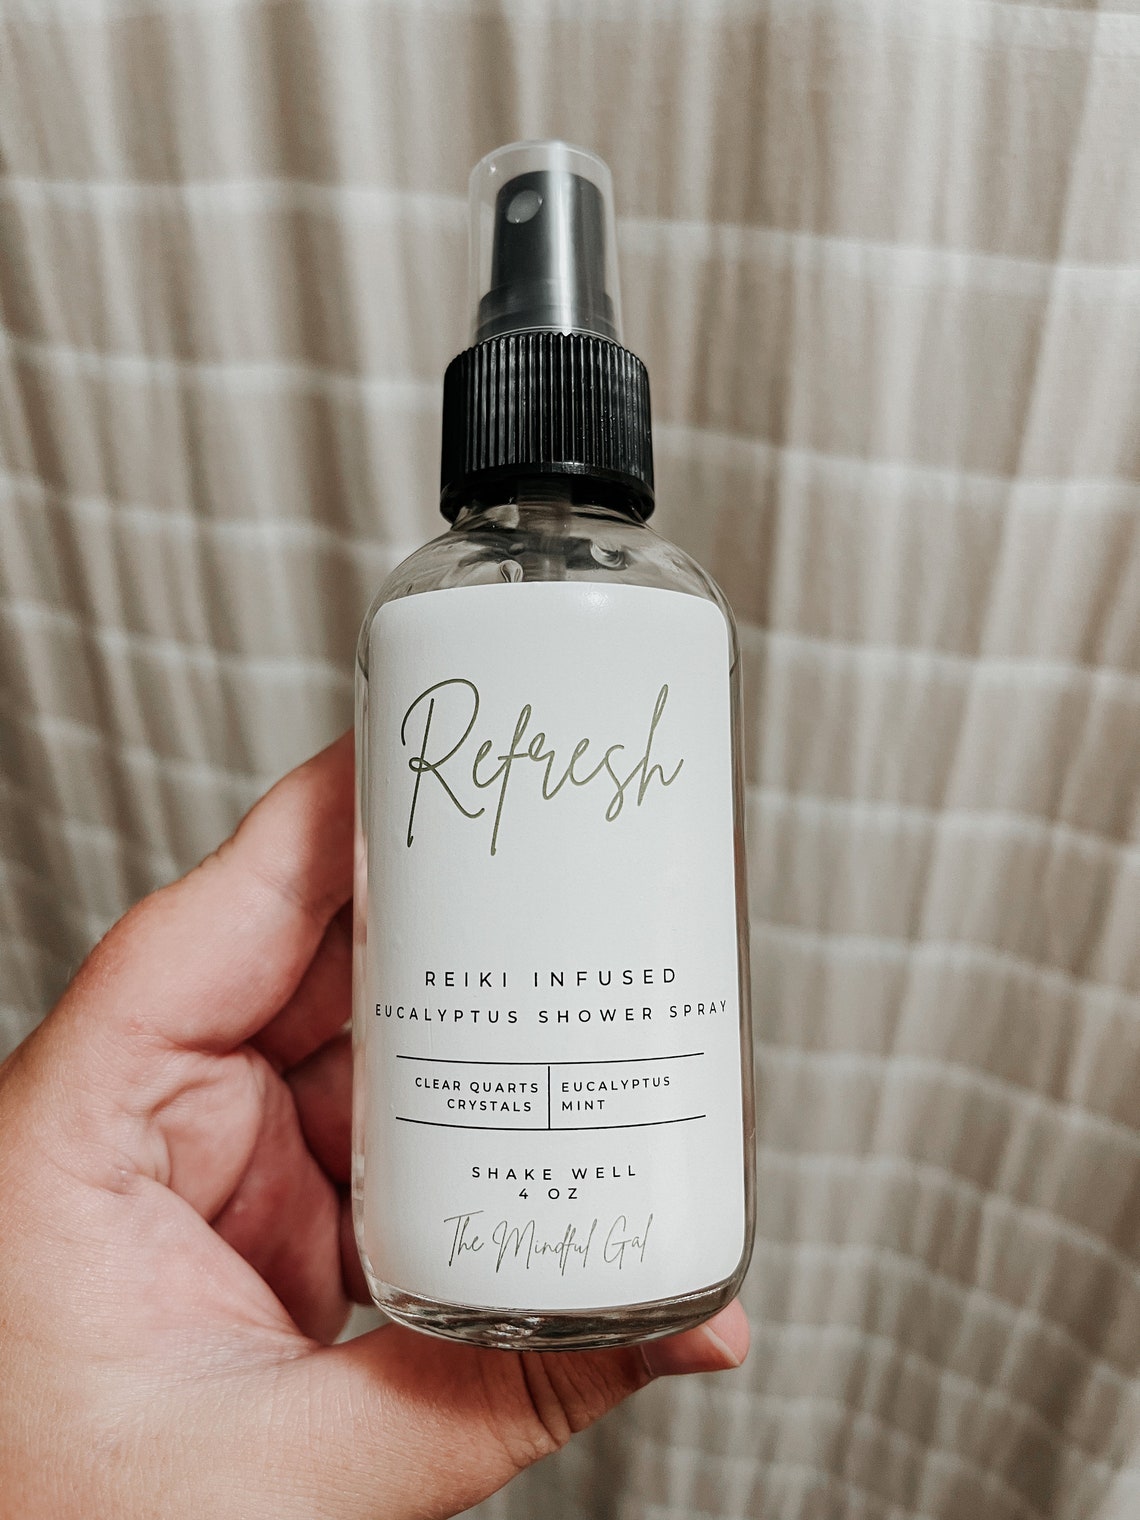 Refresh
REIKI INFUSED
EUCALYPTUS SHOWER SPRAY
CLEAR QUARTS EUCALYPTUS
CRYSTALS MINT
SHAKE WELL
4 OZ
The Mindful Gal